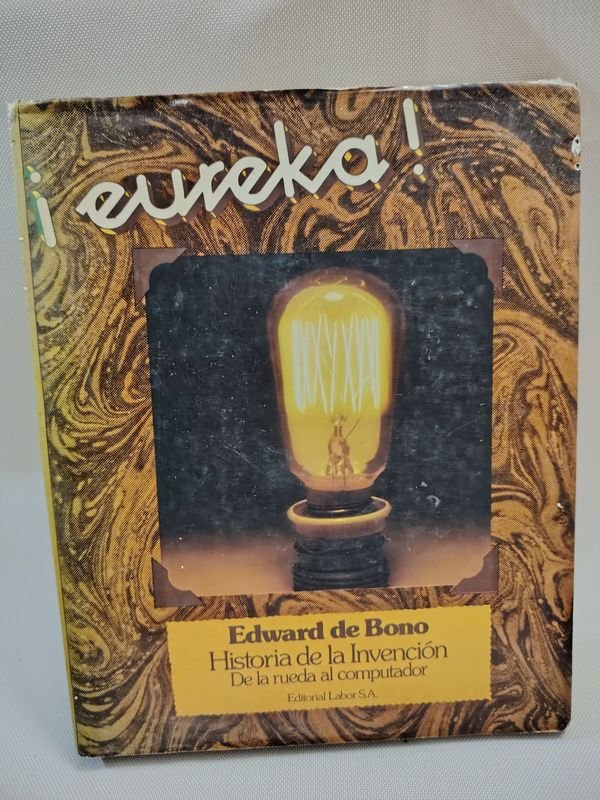 ¡eureka!
Edward de Bono
Historia de la Invención
De la rueda al computador
Editorial Labor S.A.